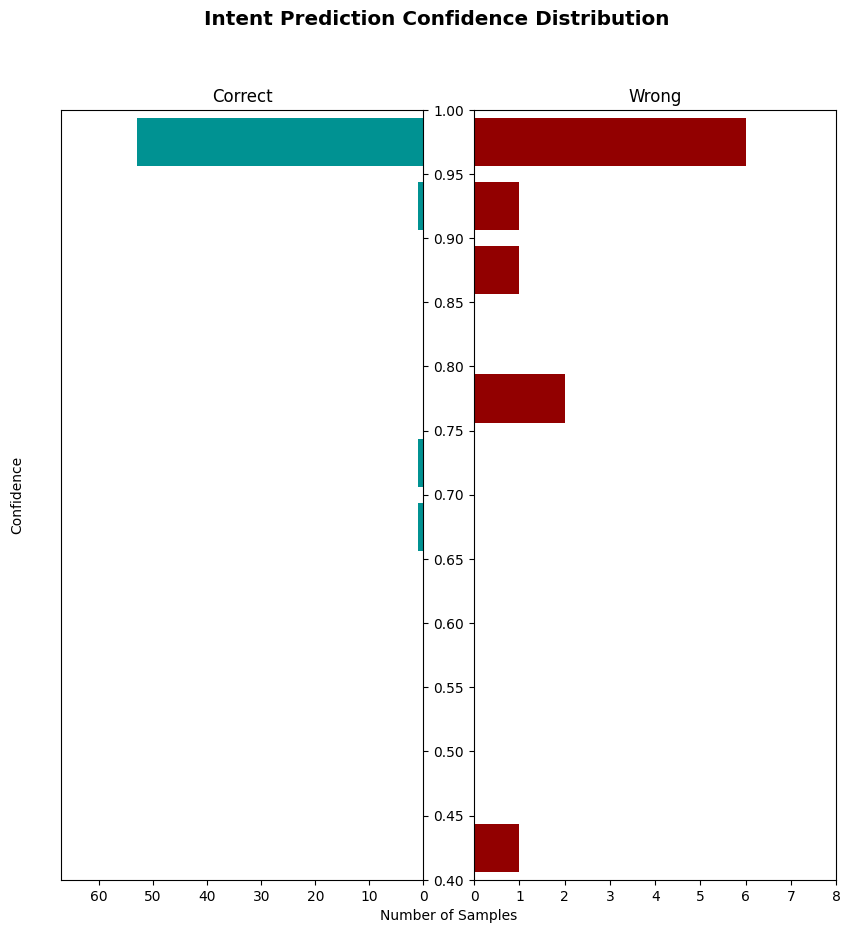 Intent Prediction Confidence Distribution
Correct
Wrong
1.00
0.95
0.90
0.85
0.80
0.75
0.70
0.65
0.60
0.55
0.50
0.45
0.40
Confidence
60 50 40 30 20 10 0
0 1 2 3 4 5 6 7 8
Number of Samples